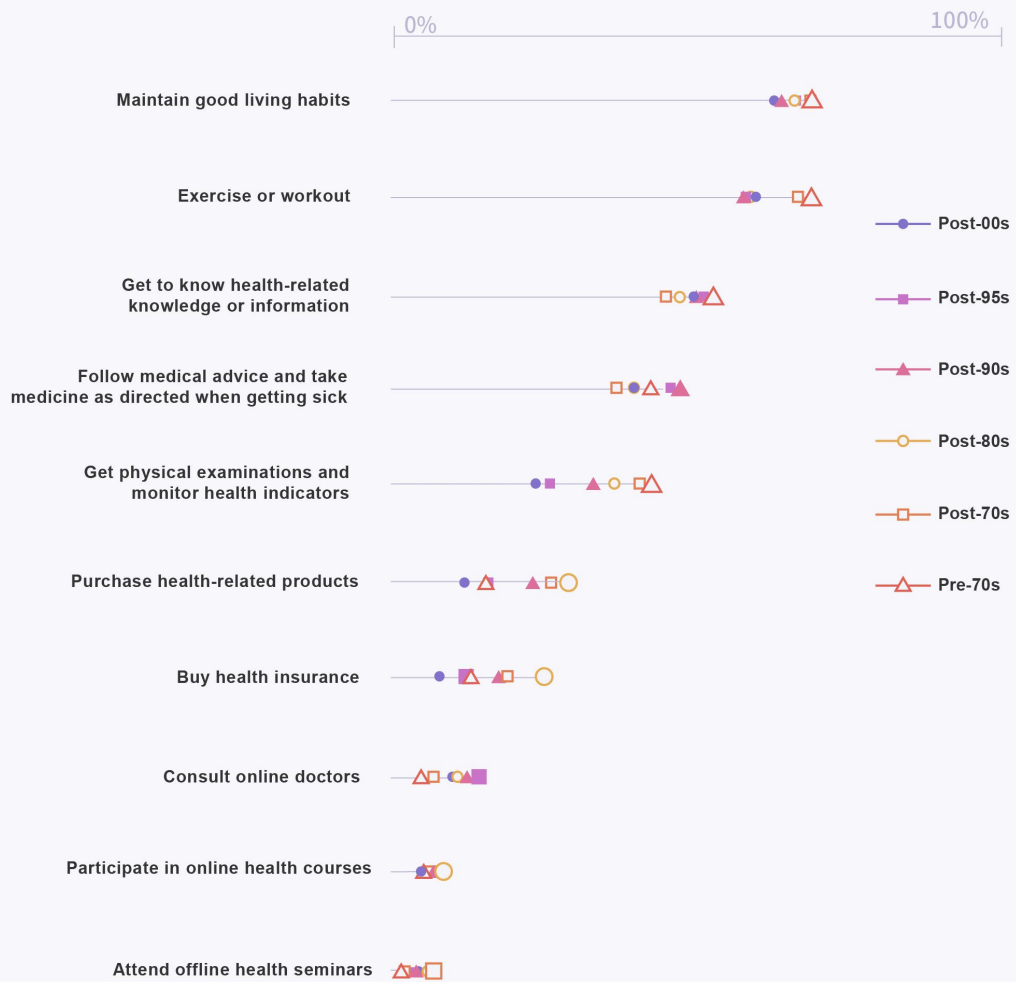 0%
100%
Maintain good living habits
Exercise or workout
Post-00s
Get to know health-related
knowledge or information
Post-95s
Follow medical advice and take
medicine as directed when getting sick
Post-90s
Post-80s
Get physical examinations and
monitor health indicators
Post-70s
Purchase health-related products
Pre-70s
Buy health insurance
Consult online doctors
Participate in online health courses
Attend offline health seminars